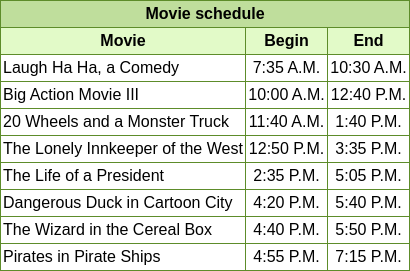 Movie schedule
Movie Begin End
Laugh Ha Ha, a Comedy 7:35 A.M. 10:30 A.M.
Big Action Movie III 10:00 A.M. 12:40 P.M.
20 Wheels and a Monster Truck 11:40 A.M. 1:40 P.M.
The Lonely Innkeeper of the West 12:50 P.M. 3:35 P.M.
The Life of a President 2:35 P.M. 5:05 P.M.
Dangerous Duck in Cartoon City 4:20 P.M. 5:40 P.M.
The Wizard in the Cereal Box 4:40 P.M. 5:50 P.M.
Pirates in Pirate Ships 4:55 P.M. 7:15 P.M.